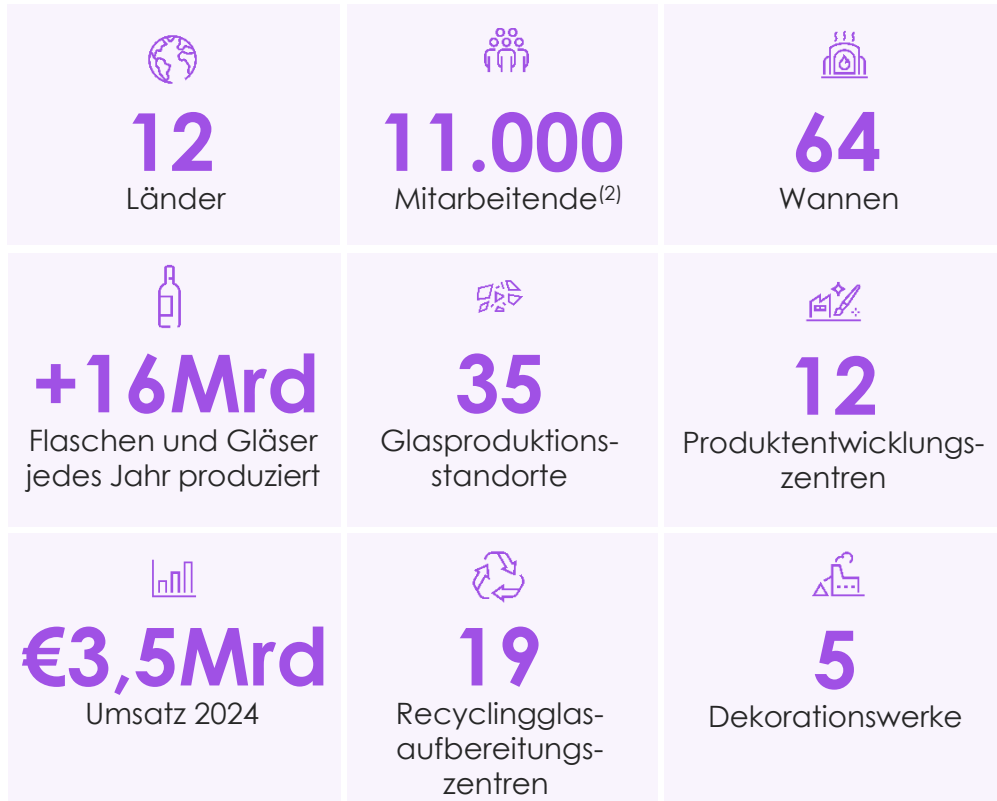 12
Länder
11.000
Mitarbeitende(2)
64
Wannen
+16Mrd
Flaschen und Gläser
jedes Jahr produziert
35
Glasproduktions-
standorte
12
Produktentwicklungs-
zentren
€3,5Mrd
Umsatz 2024
19
Recyclingglas-
aufbereitungs-
zentren
5
Dekorationswerke